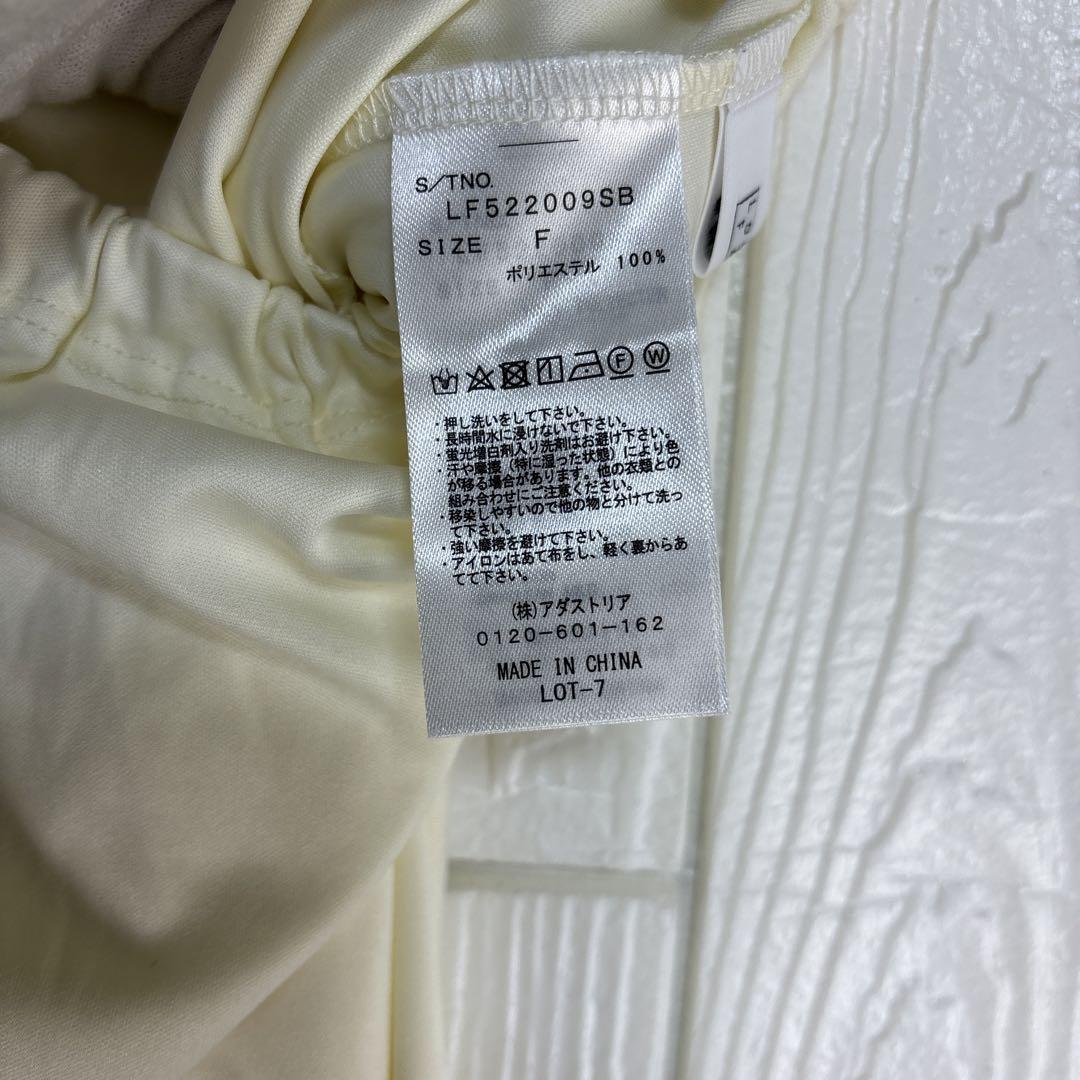 S/TNO.
LF522009SB
SIZE F
ポリエステル 100%
F W
・押し洗いをして下さい。
・長時間水に浸けないで下さい。
・蛍光増白剤入り洗剤はお避け下さい。
・汗や摩擦（特に湿った状態）により色
が移る場合があります。他の衣類との
組み合わせにご注意ください。
・移染しやすいので他の物と分けて洗っ
て下さい。
・強い摩擦を避けて下さい。
・アイロンはあて布をし、軽く裏からあ
てて下さい。
(株)アダストリア
0120-601-162
MADE IN CHINA
LOT-7